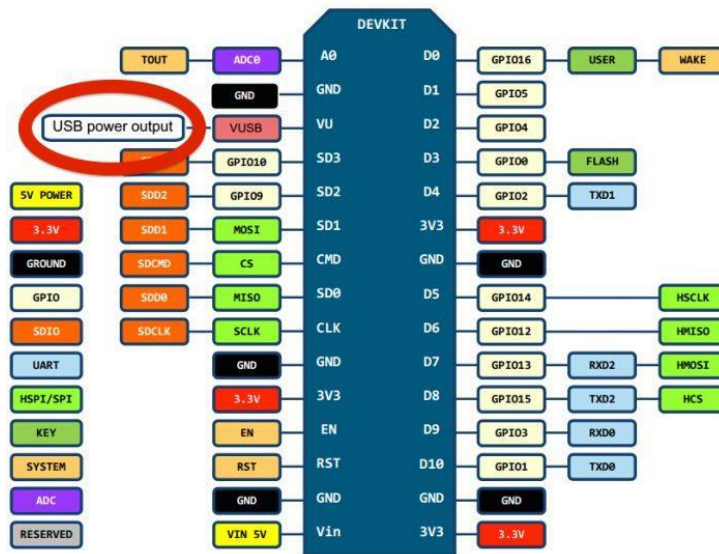 DEVKIT
TOUT ADC0 A0 D0 GPIO16 USER WAKE
GND GND D1 GPIO5
USB power output VUSB VU D2 GPIO4
GPIO10 SD3 D3 GPIO0 FLASH
5V POWER SDD2 GPIO9 SD2 D4 GPIO2 TXD1
3.3V SDD1 MOSI SD1 3V3 3.3V
GROUND SDCMD CS CMD GND GND
GPIO SDD0 MISO SD0 D5 GPIO14 HSCLK
SDIO SDCLK SCLK CLK D6 GPIO12 HMISO
UART GND GND D7 GPIO13 RXD2 HMOSI
HSPI/SPI 3.3V 3V3 D8 GPIO15 TXD2 HCS
KEY EN EN D9 GPIO3 RXD0
SYSTEM RST RST D10 GPIO1 TXD0
ADC GND GND GND GND
RESERVED VIN 5V Vin 3V3 3.3V